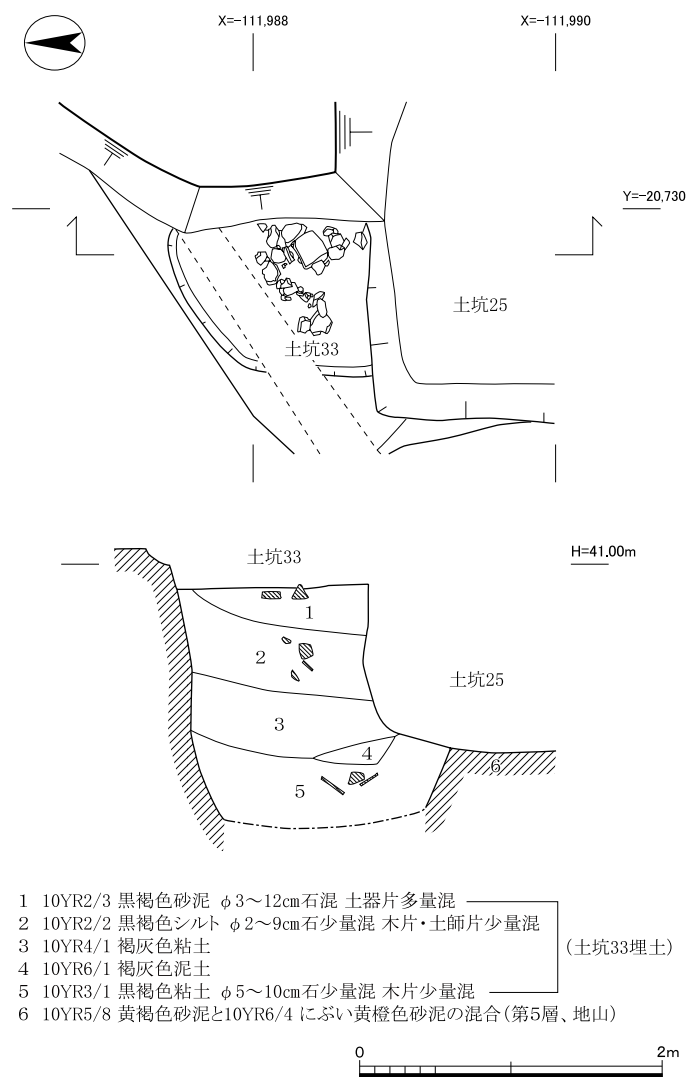 X=-111,988
X=-111,990
Y=-20,730
土坑25
土坑33
土坑33
H=41.00m
1
2
土坑25
3
4
6
5
1 10YR2/3 黒褐色砂泥 φ3~12㎝石混 土器片多量混
2 10YR2/2 黒褐色シルト φ2~9㎝石少量混 木片・土師片少量混
3 10YR4/1 褐灰色粘土
(土坑33埋土)
4 10YR6/1 褐灰色泥土
5 10YR3/1 黒褐色粘土 φ5~10㎝石少量混 木片少量混
6 10YR5/8 黄褐色砂泥と10YR6/4 にぶい黄橙色砂泥の混合(第5層、地山)
0
2m